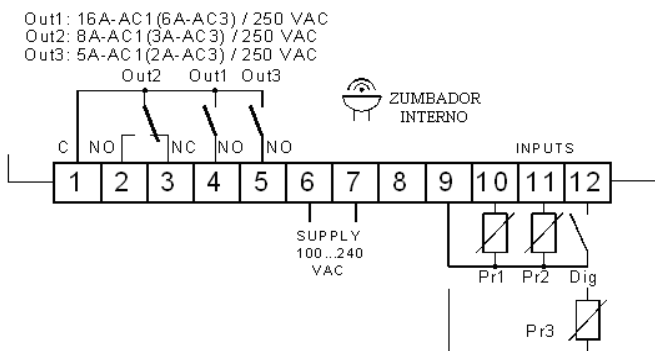 Out1: 16A-AC1(6A-AC3) / 250 VAC
Out2: 8A-AC1(3A-AC3) / 250 VAC
Out3: 5A-AC1(2A-AC3) / 250 VAC
Out2 Out1 Out3
ZUMBADOR
INTERNO
C NO NC NO NO INPUTS
1 2 3 4 5 6 7 8 9 10 11 12
SUPPLY
100...240
VAC
Pr1 Pr2 Dig
Pr3